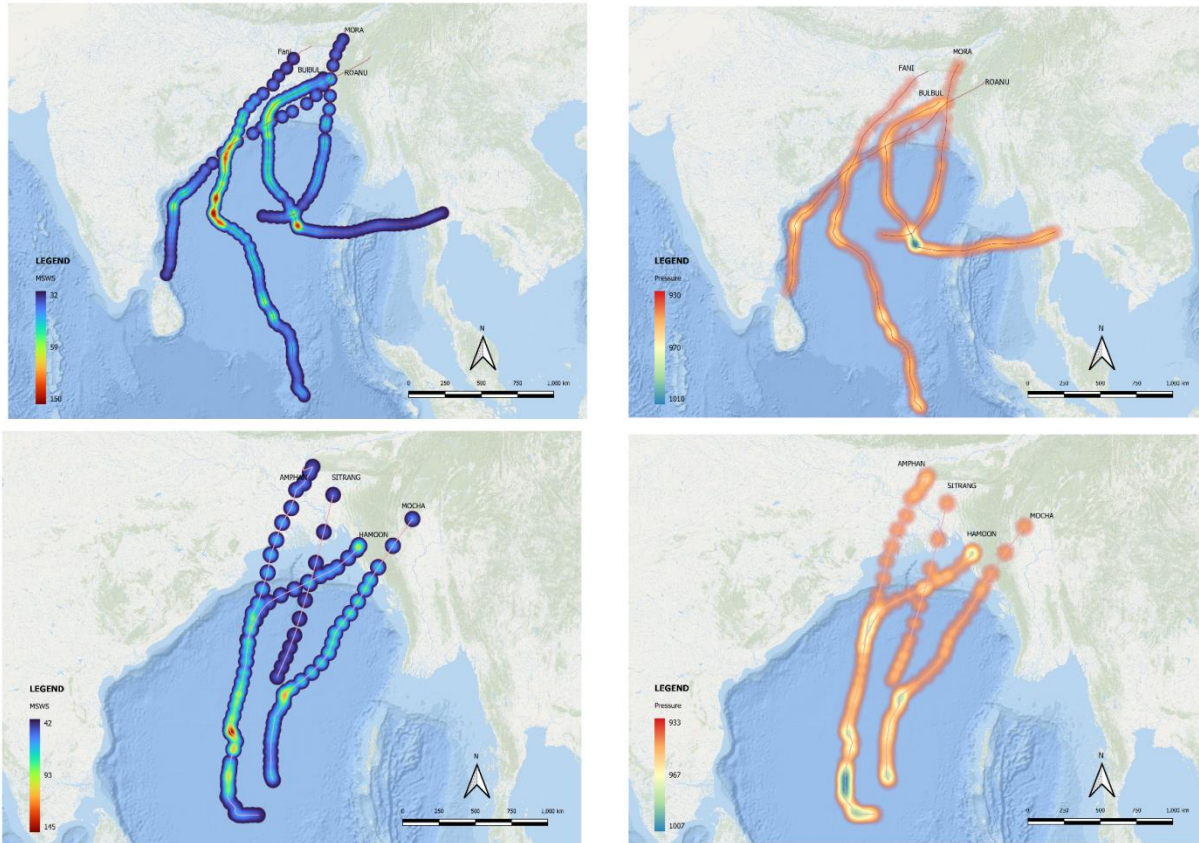 MORA
Fani
BUBUL
ROANU
LEGEND
MSWS
32
59
150
N
0 250 500 750 1,000 km
MORA
FANI
ROANU
BULBUL
LEGEND
Pressure
930
970
1010
N
0 250 500 750 1,000 km
AMPHAN
SITRANG
MOCHA
HAMOON
LEGEND
MSWS
42
93
145
N
0 250 500 750 1,000 km
AMPHAN
SITRANG
MOCHA
HAMOON
LEGEND
Pressure
933
967
1007
N
0 250 500 750 1,000 km